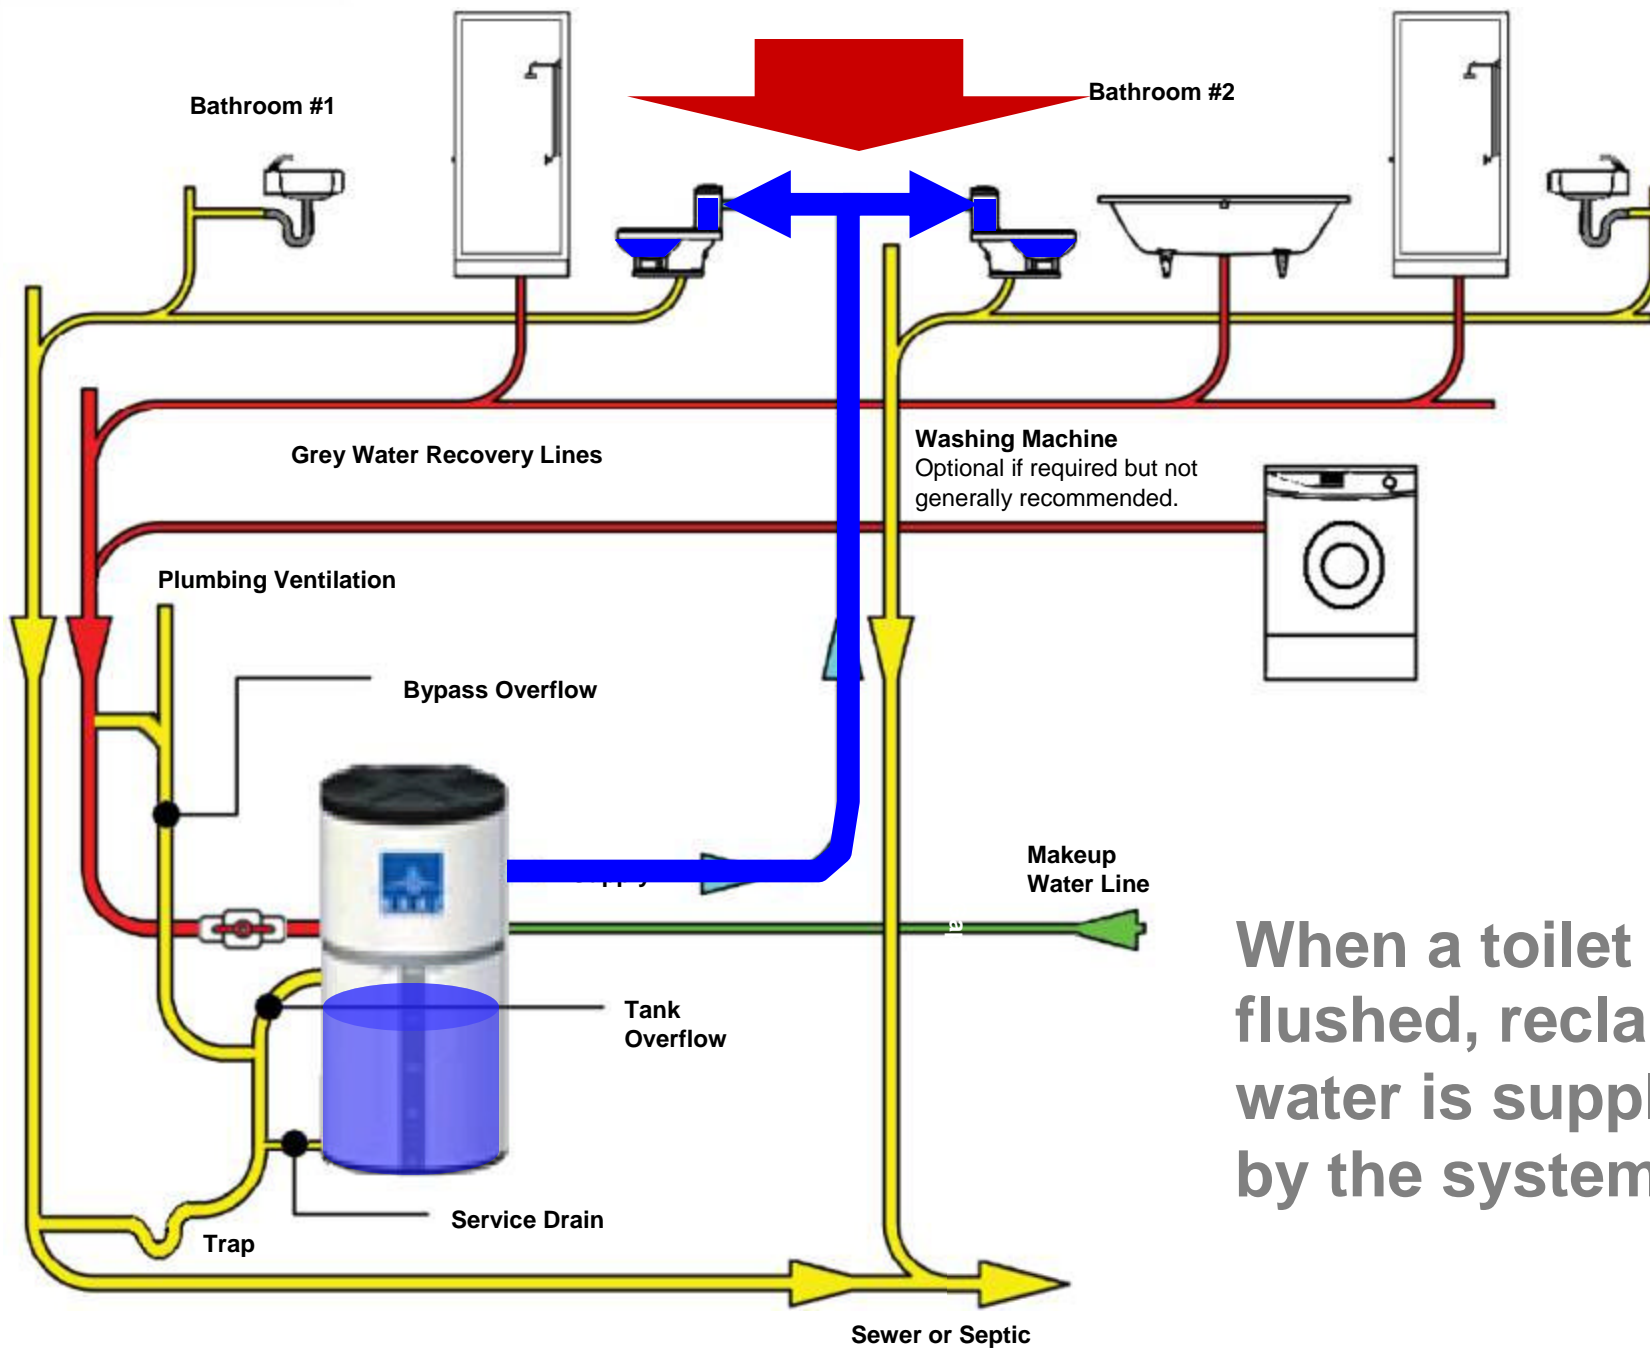 Bathroom #1
Bathroom #2
Grey Water Recovery Lines
Washing Machine
Optional if required but not
generally recommended.
Plumbing Ventilation
Bypass Overflow
Makeup
Water Line
When a toilet
flushed,
water is
by the system
Tank
Overflow
Service Drain
Trap
Sewer or Septic